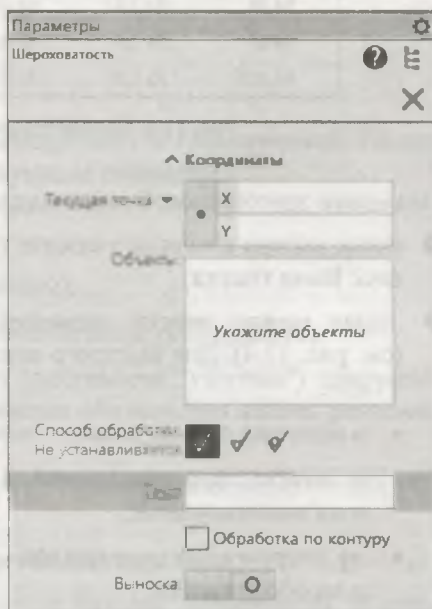 Параметры
Шероховатость
Координаты
Текущая точка
X
Y
Объекты:
Укажите объекты
Способ обработки:
Не устанавливается
Обработка по контуру
Выноска: